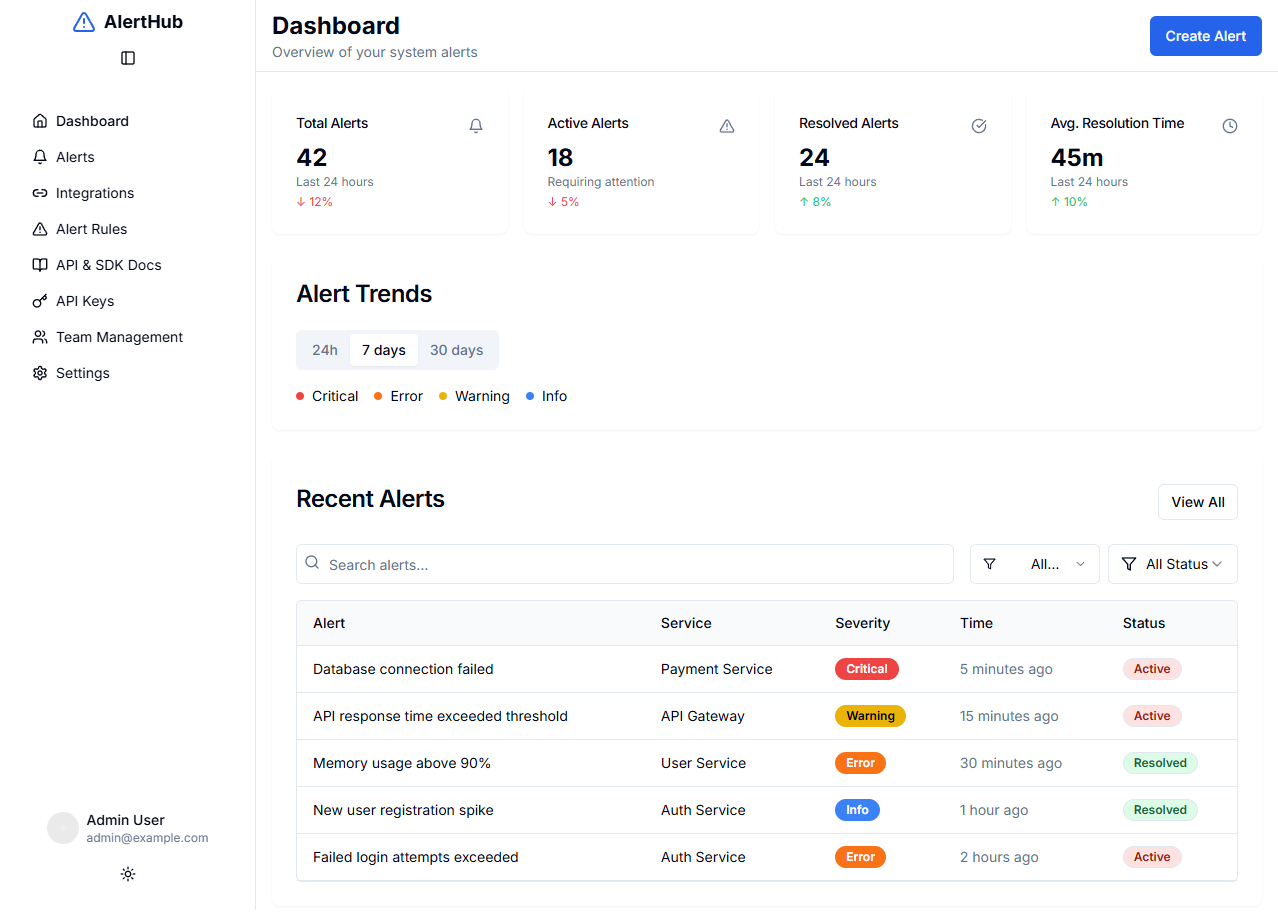 AlertHub
Dashboard
Alerts
Integrations
Alert Rules
API & SDK Docs
API Keys
Team Management
Settings
Admin User
admin@example.com
Dashboard
Overview of your system alerts
Create Alert
Total Alerts
42
Last 24 hours
↓ 12%
Active Alerts
18
Requiring attention
↓ 5%
Resolved Alerts
24
Last 24 hours
↑ 8%
Avg. Resolution Time
45m
Last 24 hours
↑ 10%
Alert Trends
24h 7 days 30 days
Critical Error Warning Info
Recent Alerts
View All
Search alerts...
All...
All Status
Alert Service Severity Time Status
Database connection failed Payment Service Critical 5 minutes ago Active
API response time exceeded threshold API Gateway Warning 15 minutes ago Active
Memory usage above 90% User Service Error 30 minutes ago Resolved
New user registration spike Auth Service Info 1 hour ago Resolved
Failed login attempts exceeded Auth Service Error 2 hours ago Active